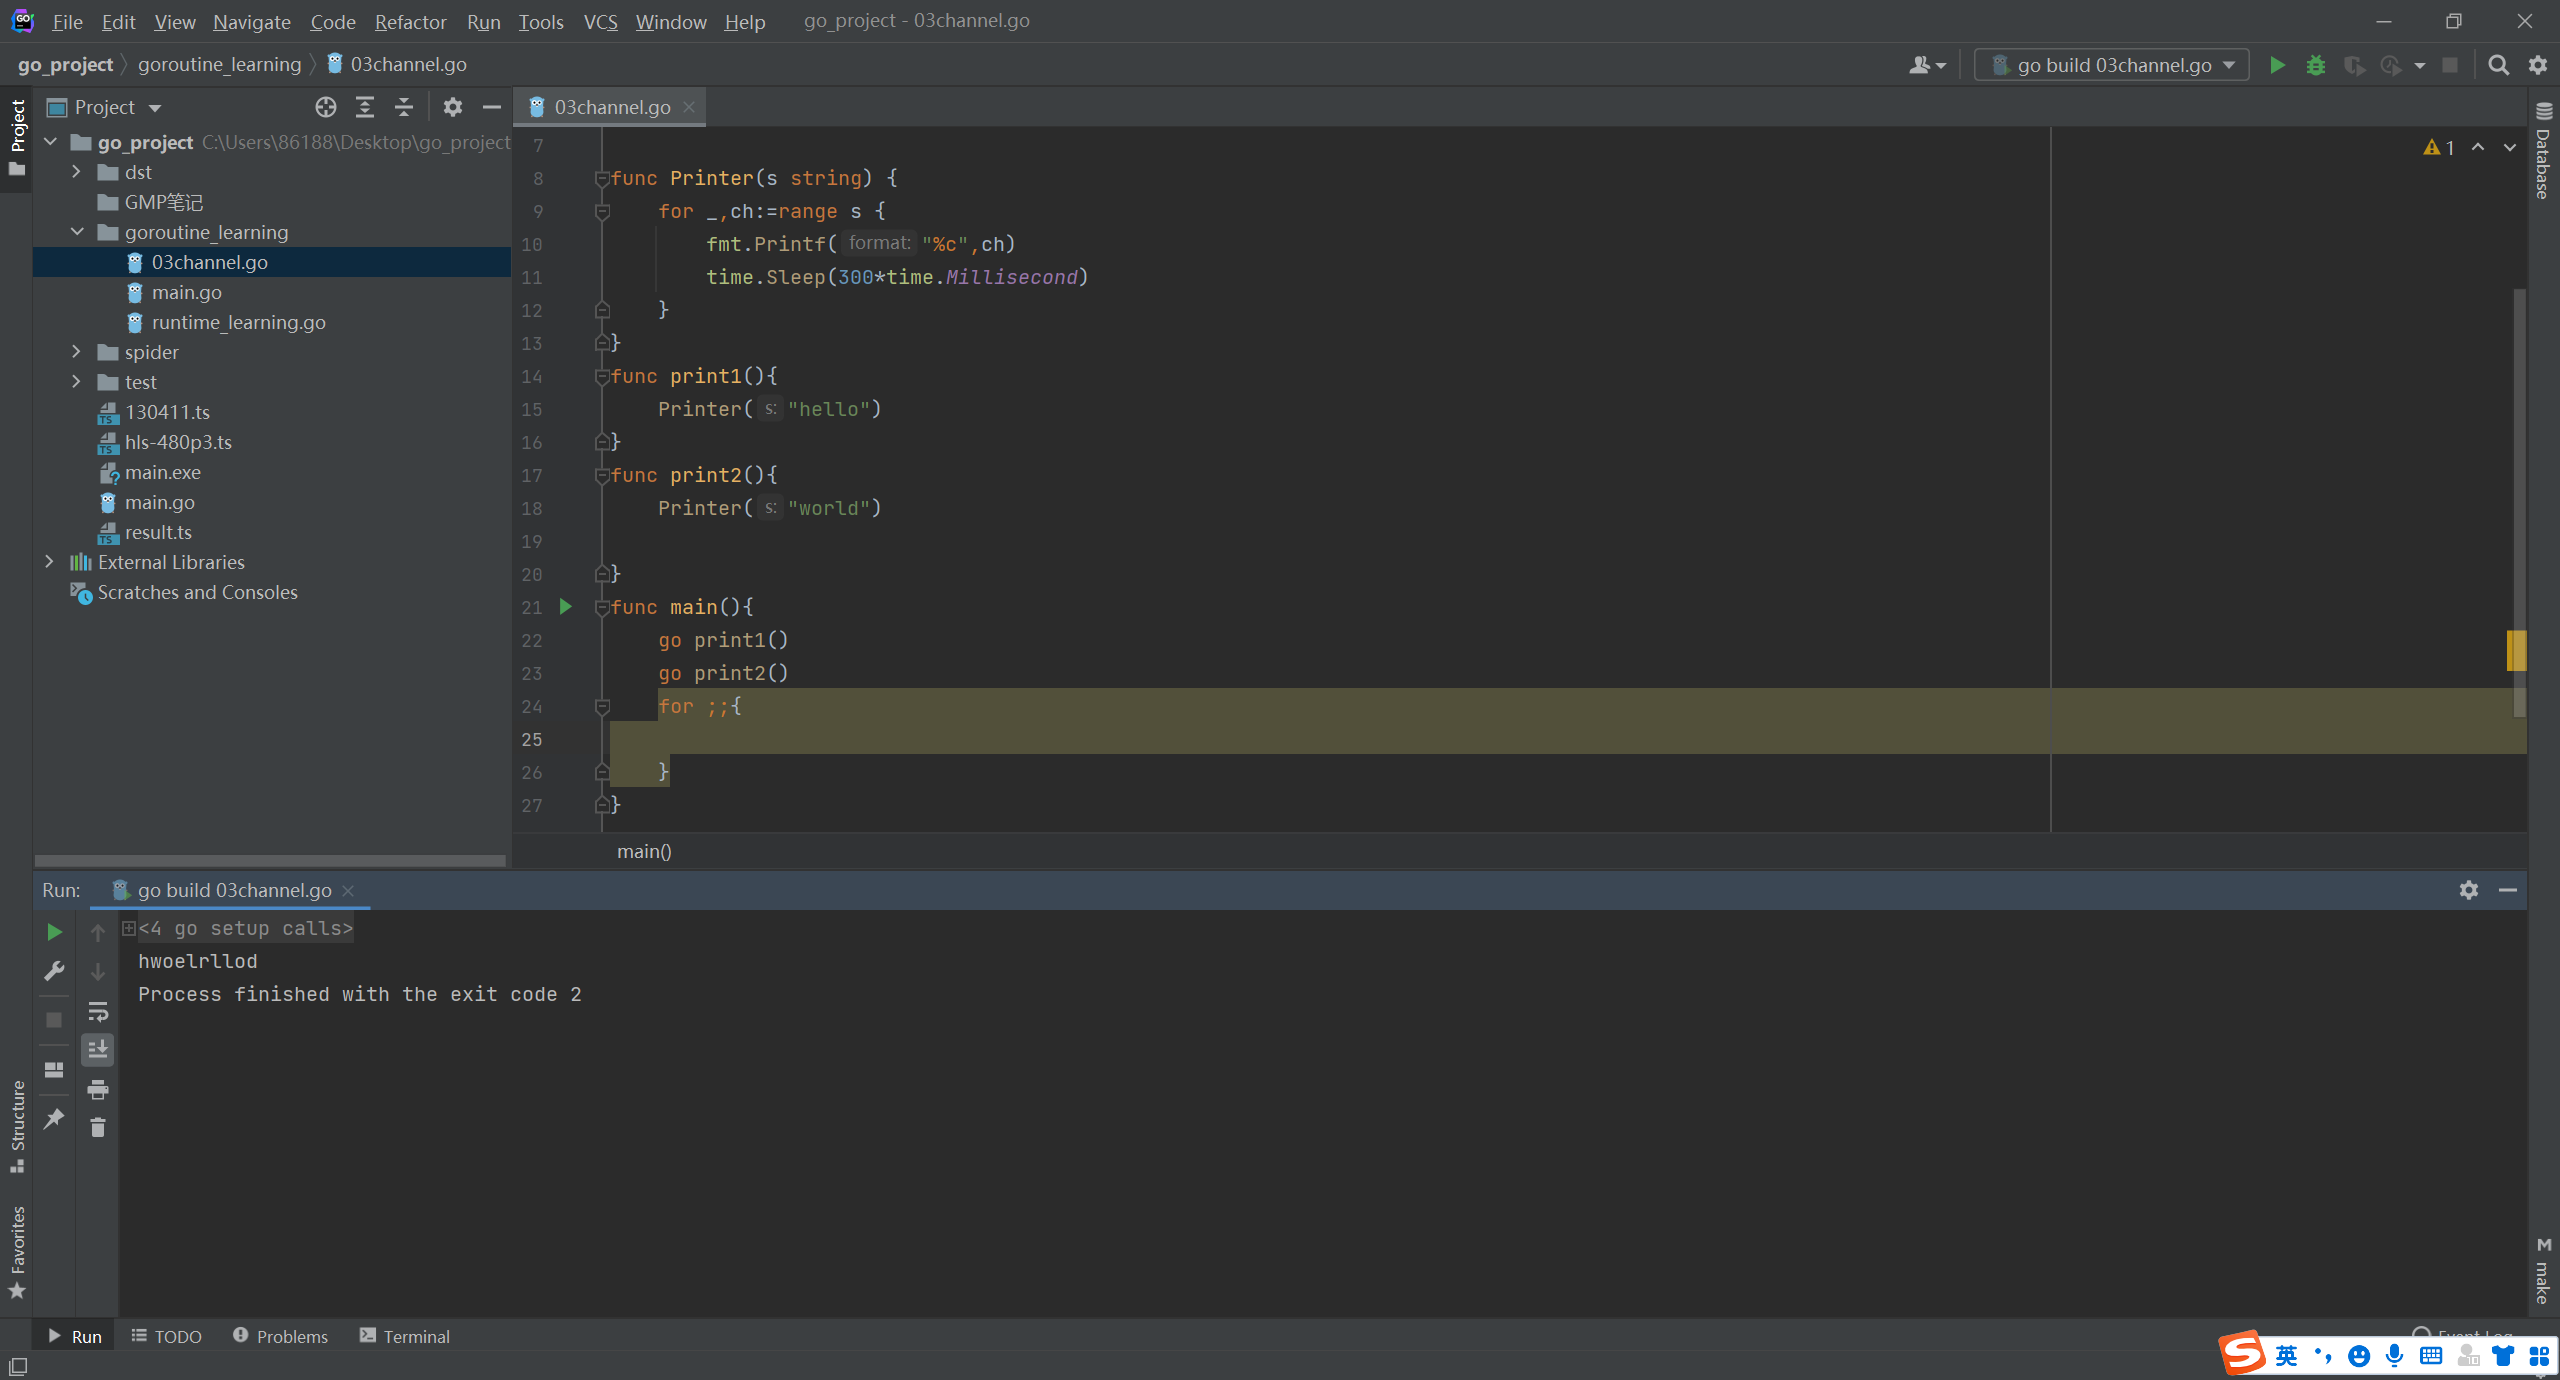 File Edit View Navigate Code Refactor Run Tools VCS Window Help go_project - 03channel.go
go_project goroutine_learning 03channel.go go build 03channel.go
Project
Project
03channel.go
go_project C:\Users\86188\Desktop\go_project
dst
GMP笔记
goroutine_learning
03channel.go
main.go
runtime_learning.go
spider
test
130411.ts
hls-480p3.ts
main.exe
main.go
result.ts
External Libraries
Scratches and Consoles
1
7
8 func Printer(s string) {
9 for _,ch:=range s {
10 fmt.Printf( format: "%c",ch)
11 time.Sleep(300*time.Millisecond)
12 }
13 }
14 func print1(){
15 Printer( s: "hello")
16 }
17 func print2(){
18 Printer( s: "world")
19
20 }
21 func main(){
22 go print1()
23 go print2()
24 for ;;{
25
26 }
27 }
main()
Database
Run: go build 03channel.go
<4 go setup calls>
hwoelrllod
Process finished with the exit code 2
Structure
Favorites
make
Run TODO Problems Terminal
英